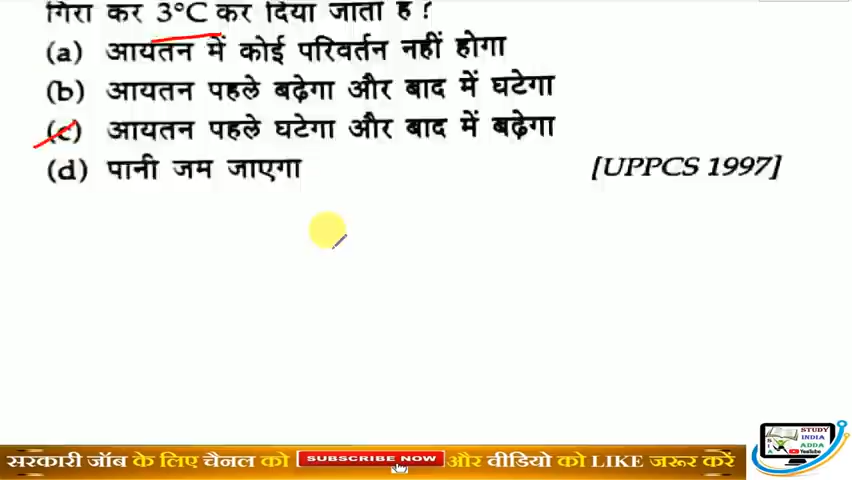 गिरा कर 3°C कर दिया जाता है?
(a) आयतन में कोई परिवर्तन नहीं होगा
(b) आयतन पहले बढ़ेगा और बाद में घटेगा
(c) आयतन पहले घटेगा और बाद में बढ़ेगा
(d) पानी जम जाएगा [UPPCS 1997]
STUDY
INDIA
ADDA
YouTube
सरकारी जॉब के लिए चैनल को SUBSCRIBE NOW और वीडियो को LIKE जरूर करें